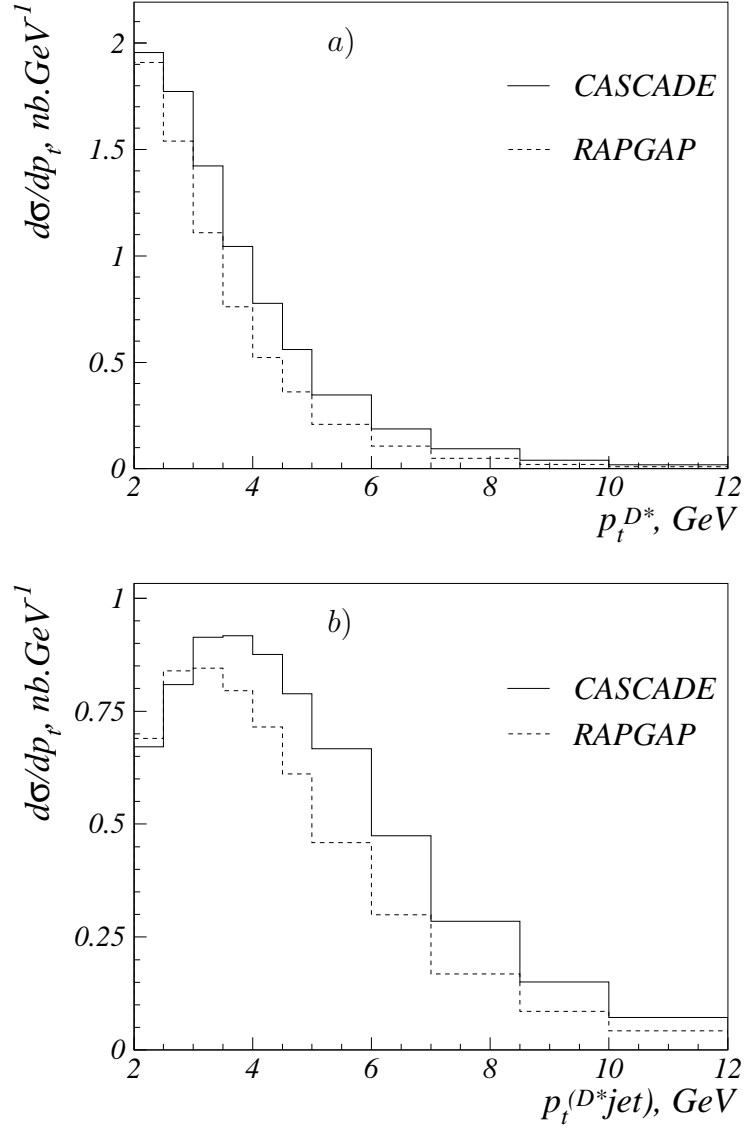 a)
dσ/dp_t, nb.GeV^-1
2
1.5
1
0.5
0
CASCADE
RAPGAP
2 4 6 8 10 12
p_t^D*, GeV
b)
dσ/dp_t, nb.GeV^-1
1
0.75
0.5
0.25
0
CASCADE
RAPGAP
2 4 6 8 10 12
p_t^(D*jet), GeV